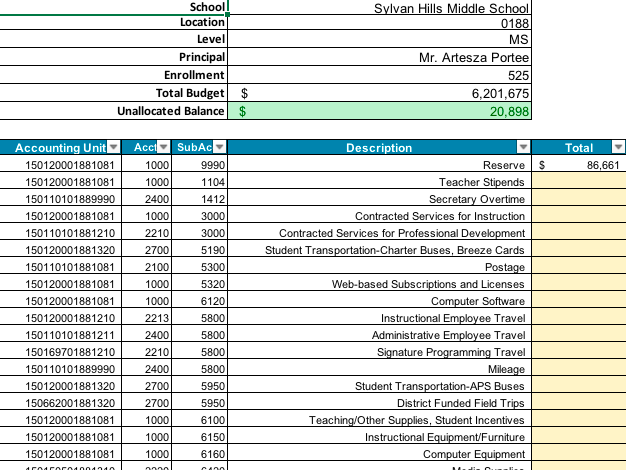 School Sylvan Hills Middle School
Location 0188
Level MS
Principal Mr. Artesza Portee
Enrollment 525
Total Budget $ 6,201,675
Unallocated Balance $ 20,898
Accounting Unit Acct SubAc Description Total
150120001881081 1000 9990 Reserve $ 86,661
150120001881081 1000 1104 Teacher Stipends
150110101889990 2400 1412 Secretary Overtime
150120001881081 1000 3000 Contracted Services for Instruction
150110101881210 2210 3000 Contracted Services for Professional Development
150120001881320 2700 5190 Student Transportation-Charter Buses, Breeze Cards
150110101881081 2100 5300 Postage
150120001881081 1000 5320 Web-based Subscriptions and Licenses
150120001881081 1000 6120 Computer Software
150120001881210 2213 5800 Instructional Employee Travel
150110101881211 2400 5800 Administrative Employee Travel
150169701881210 2210 5800 Signature Programming Travel
150110101889990 2400 5800 Mileage
150120001881320 2700 5950 Student Transportation-APS Buses
150662001881320 2700 5950 District Funded Field Trips
150120001881081 1000 6100 Teaching/Other Supplies, Student Incentives
150120001881081 1000 6150 Instructional Equipment/Furniture
150120001881081 1000 6160 Computer Equipment